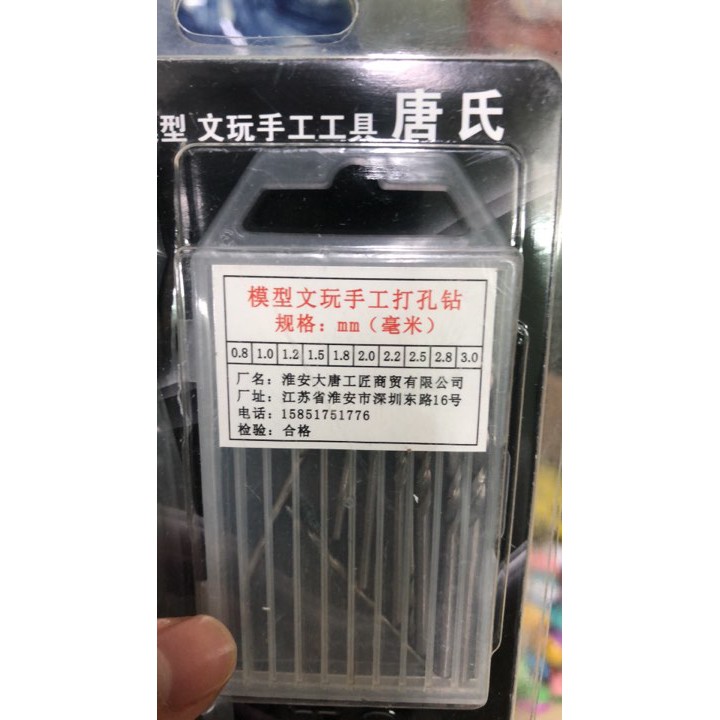 型 文玩手工工具 唐氏
模型文玩手工打孔钻
规格：mm（毫米）
0.8 1.0 1.2 1.5 1.8 2.0 2.2 2.5 2.8 3.0
厂名：淮安大唐工匠商贸有限公司
厂址：江苏省淮安市深圳东路16号
电话：15851751776
检验：合格